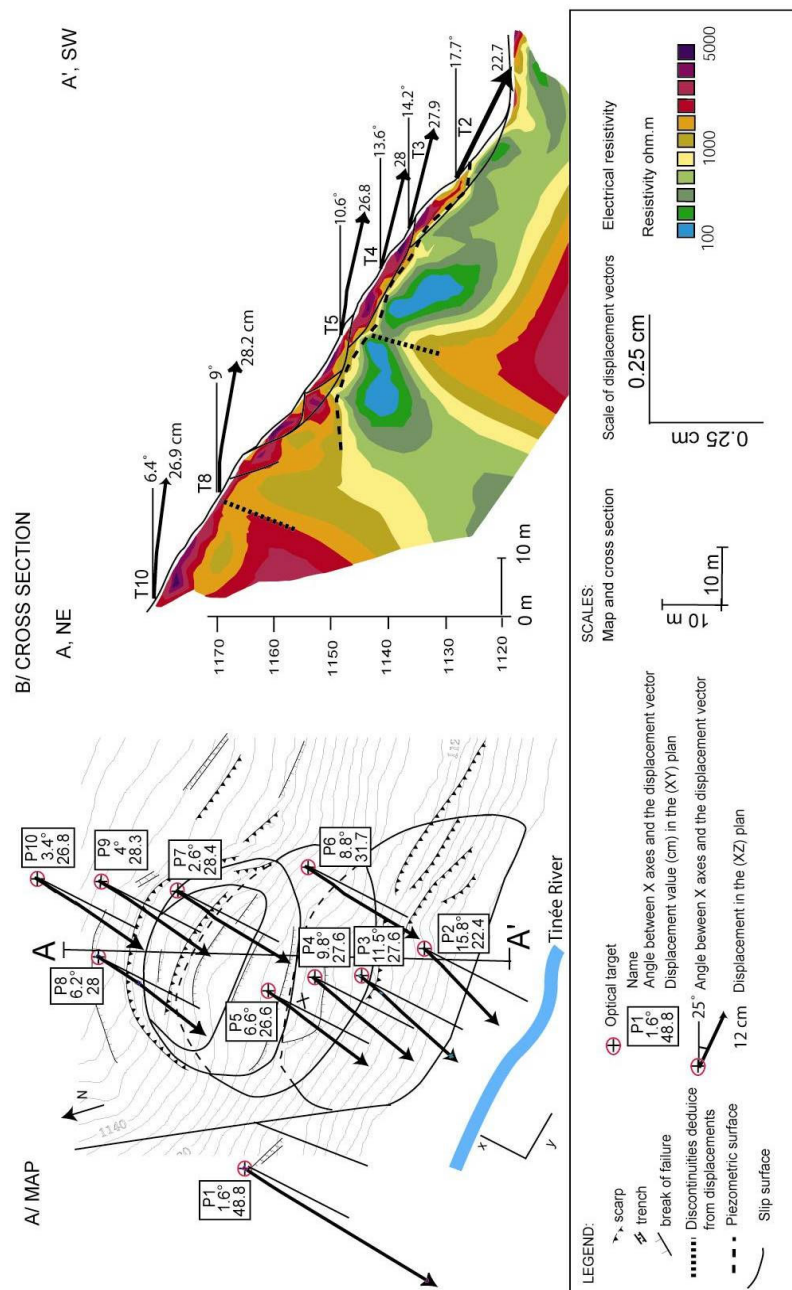 A/ MAP
P10
3.4°
26.8
P9
4°
28.3
P7
2.6°
28.4
P6
8.8°
31.7
A
P8
6.2°
28
P4
9.8°
27.6
P3
11.5°
27.6
P2
15.8°
22.4
P5
6.6°
26.6
A'
Tinée River
N
1140
x
y
P1
1.6°
48.8
B/ CROSS SECTION
A, NE
A', SW
T10
6.4°
26.9 cm
T8
9°
28.2 cm
T5
10.6°
26.8
T4
13.6°
28
T3
14.2°
27.9
T2
17.7°
22.7
1170
1160
1150
1140
1130
1120
0 m
10 m
LEGEND:
scarp
trench
break of failure
Discontinuities deduice
from displacements
Piezometric surface
Slip surface
Optical target
P1
1.6°
48.8
Name
Angle between X axes and the displacement vector
Displacement value (cm) in the (XY) plan
25°
Angle beween X axes and the displacement vector
12 cm
Displacement in the (XZ) plan
SCALES:
Map and cross section
10 m
10 m
Scale of displacement vectors
0.25 cm
0.25 cm
Electrical resistivity
Resistivity ohm.m
100
1000
5000